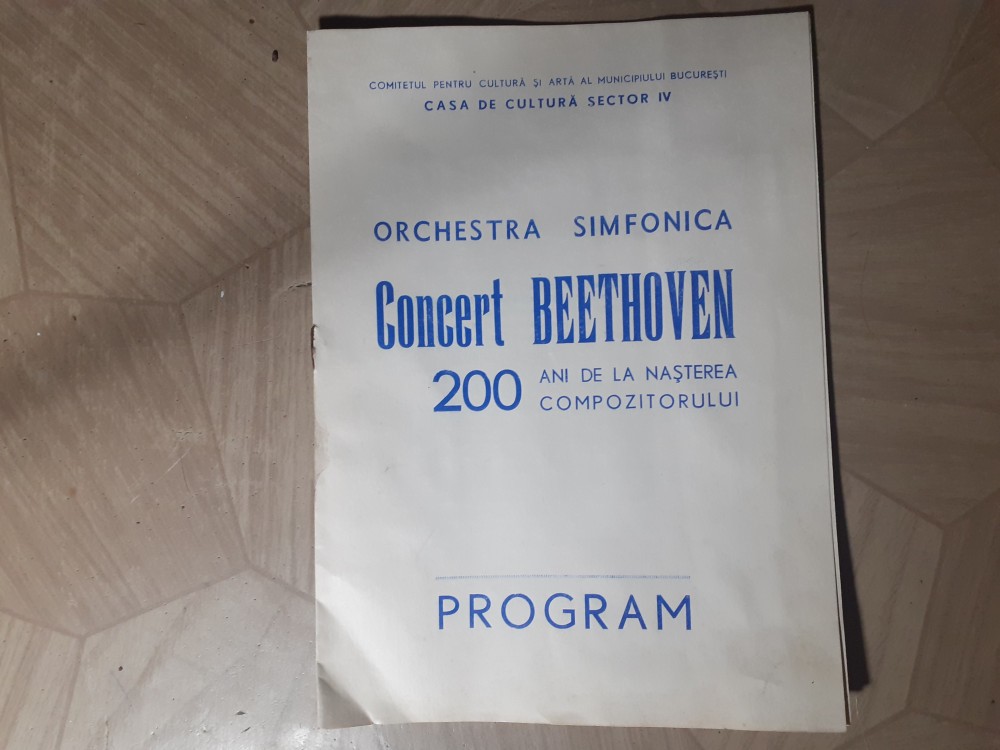 COMITETUL PENTRU CULTURĂ ȘI ARTĂ AL MUNICIPIULUI BUCUREȘTI
CASA DE CULTURĂ SECTOR IV
ORCHESTRA SIMFONICA
Concert BEETHOVEN
200 ANI DE LA NAȘTEREA
COMPOZITORULUI
PROGRAM